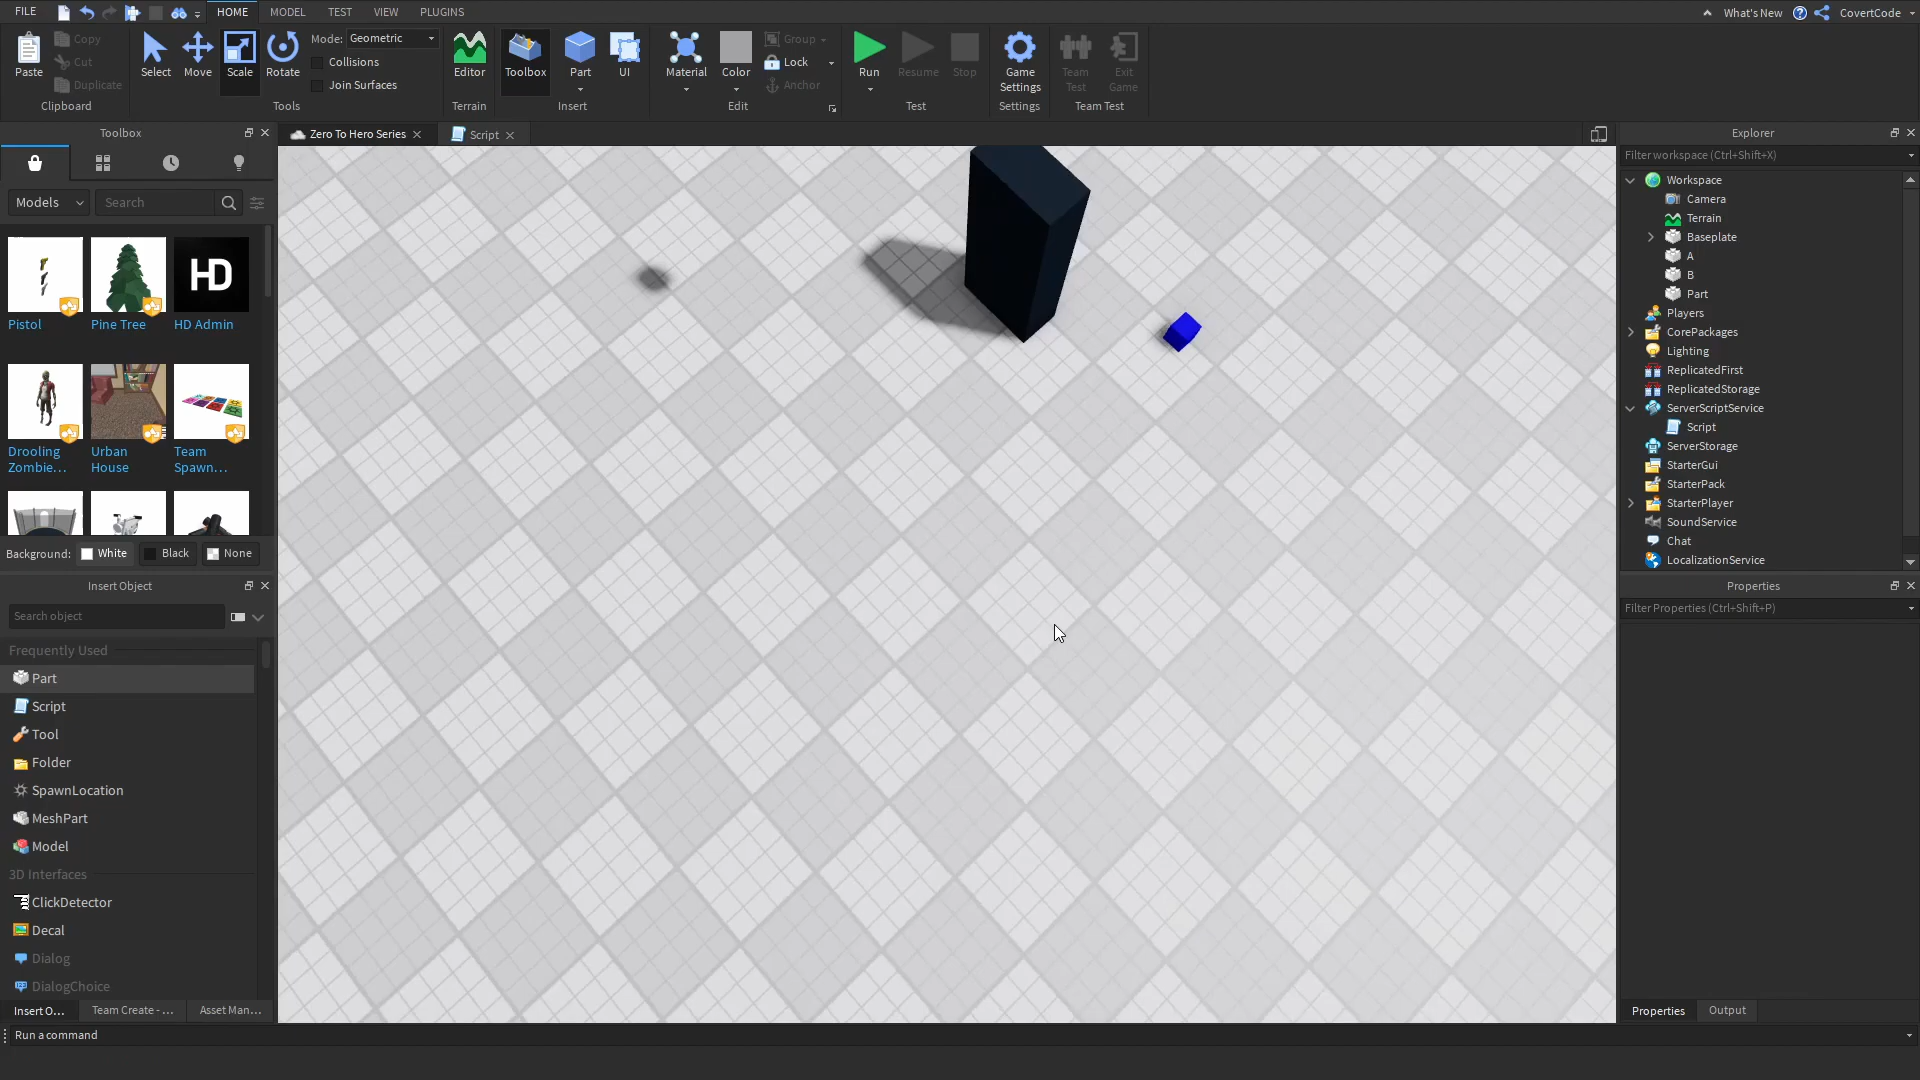 FILE
HOME
MODEL
TEST
VIEW
PLUGINS
What's New
CovertCode
Paste
Copy
Cut
Duplicate
Clipboard
Select
Move
Scale
Rotate
Mode: Geometric
Collisions
Join Surfaces
Tools
Editor
Terrain
Toolbox
Part
UI
Insert
Material
Color
Group
Lock
Anchor
Edit
Run
Resume
Stop
Test
Game Settings
Settings
Team Test
Exit Game
Team Test
Toolbox
Zero To Hero Series
Script
Explorer
Models
Search
Pistol
Pine Tree
HD
HD Admin
Drooling Zombie...
Urban House
Team Spawn...
Background:
White
Black
None
Insert Object
Search object
Frequently Used
Part
Script
Tool
Folder
SpawnLocation
MeshPart
Model
3D Interfaces
ClickDetector
Decal
Dialog
DialogChoice
Insert O...
Team Create - ...
Asset Man...
Run a command
Filter workspace (Ctrl+Shift+X)
Workspace
Camera
Terrain
Baseplate
A
B
Part
Players
CorePackages
Lighting
ReplicatedFirst
ReplicatedStorage
ServerScriptService
Script
ServerStorage
StarterGui
StarterPack
StarterPlayer
SoundService
Chat
LocalizationService
Properties
Filter Properties (Ctrl+Shift+P)
Properties
Output